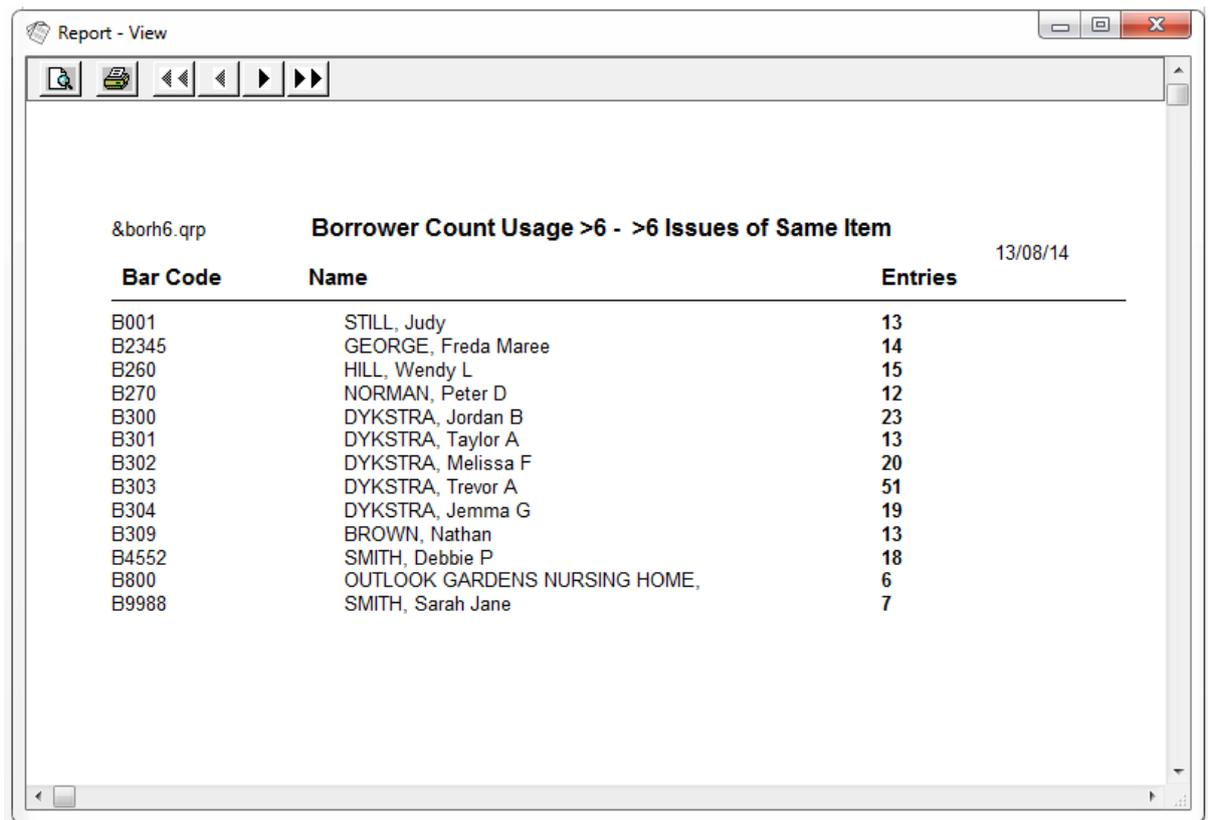 Report - View
&borh6.qrp Borrower Count Usage >6 - >6 Issues of Same Item
13/08/14
Bar Code Name Entries
B001 STILL, Judy 13
B2345 GEORGE, Freda Maree 14
B260 HILL, Wendy L 15
B270 NORMAN, Peter D 12
B300 DYKSTRA, Jordan B 23
B301 DYKSTRA, Taylor A 13
B302 DYKSTRA, Melissa F 20
B303 DYKSTRA, Trevor A 51
B304 DYKSTRA, Jemma G 19
B309 BROWN, Nathan 13
B4552 SMITH, Debbie P 18
B800 OUTLOOK GARDENS NURSING HOME, 6
B9988 SMITH, Sarah Jane 7